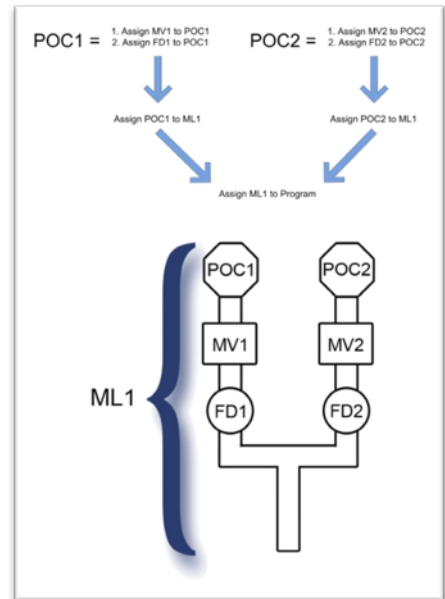 POC1 = 1. Assign MV1 to POC1
2. Assign FD1 to POC1
POC2 = 1. Assign MV2 to POC2
2. Assign FD2 to POC2
Assign POC1 to ML1
Assign POC2 to ML1
Assign ML1 to Program
POC1
POC2
MV1
MV2
ML1
FD1
FD2